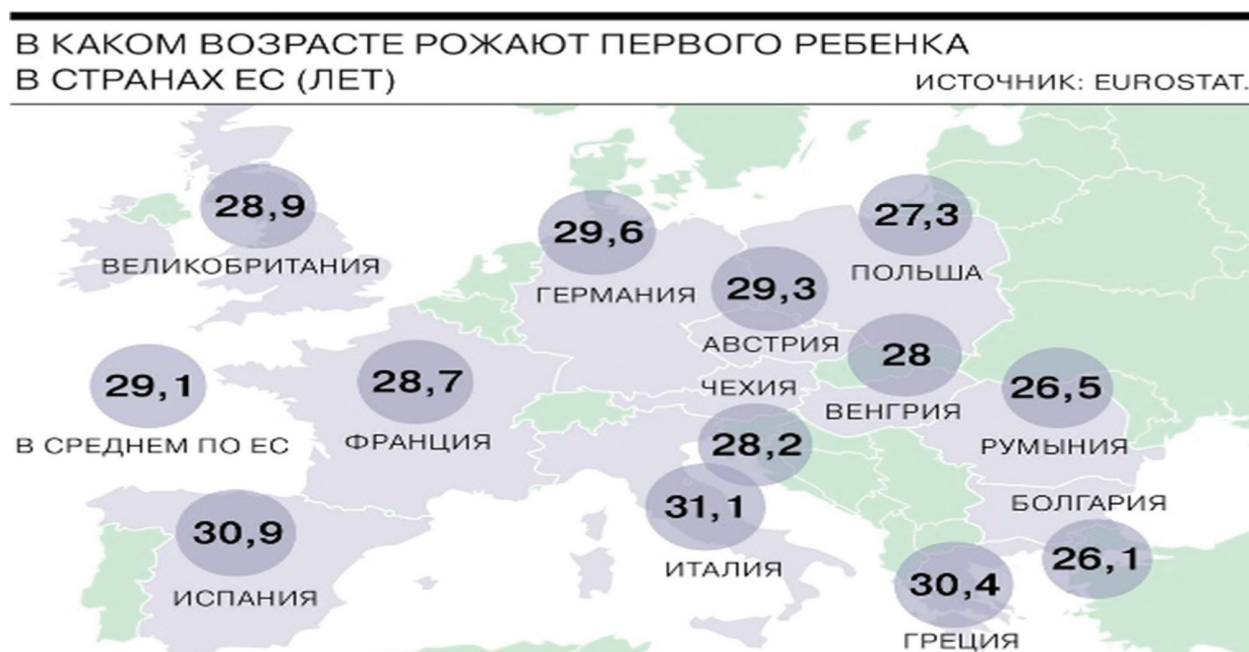 В КАКОМ ВОЗРАСТЕ РОЖАЮТ ПЕРВОГО РЕБЕНКА
В СТРАНАХ ЕС (ЛЕТ)
ИСТОЧНИК: EUROSTAT.
28,9
ВЕЛИКОБРИТАНИЯ
29,6
ГЕРМАНИЯ
27,3
ПОЛЬША
29,3
АВСТРИЯ
29,1
В СРЕДНЕМ ПО ЕС
28,7
ФРАНЦИЯ
ЧЕХИЯ
28,2
28
ВЕНГРИЯ
26,5
РУМЫНИЯ
30,9
ИСПАНИЯ
31,1
ИТАЛИЯ
БОЛГАРИЯ
26,1
30,4
ГРЕЦИЯ